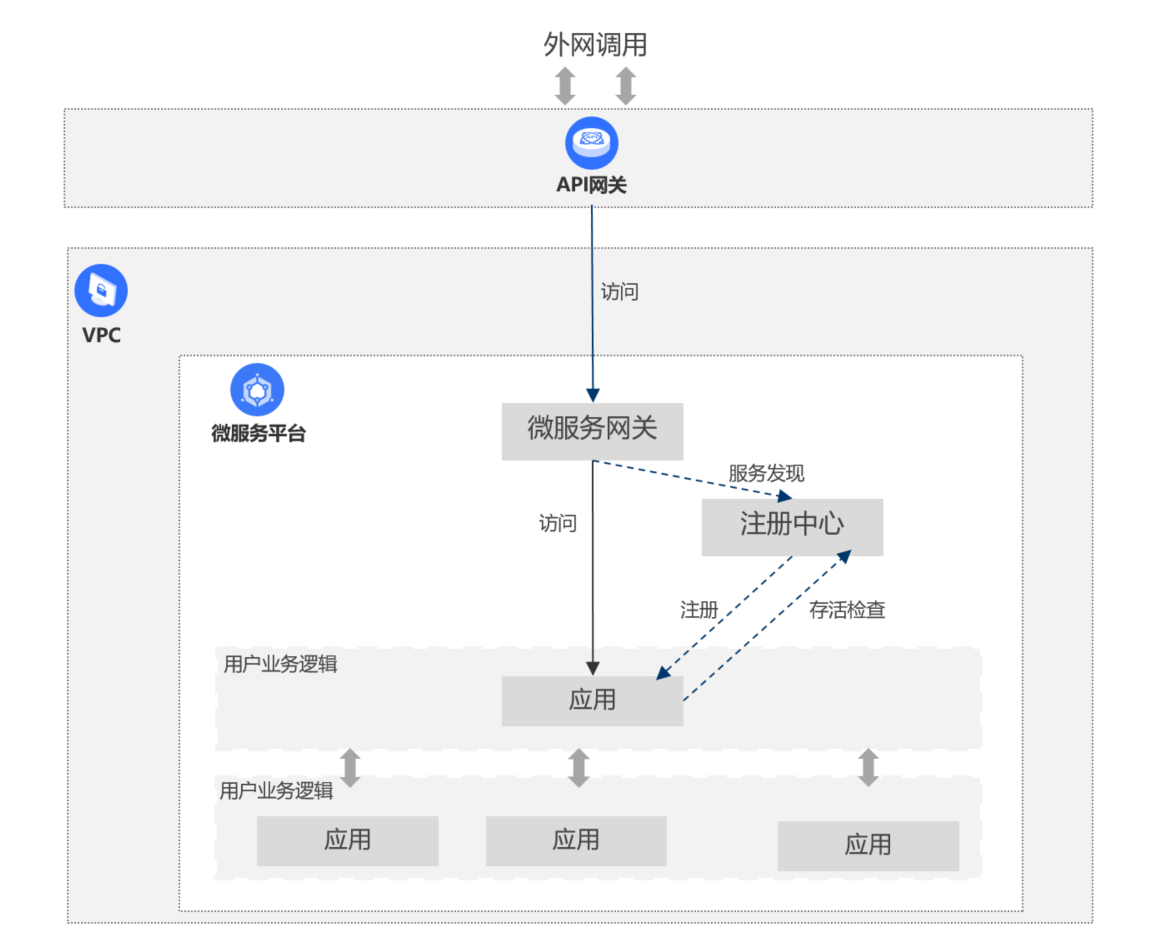 外网调用
API网关
访问
VPC
微服务平台
微服务网关
服务发现
访问
注册中心
注册
存活检查
用户业务逻辑
应用
用户业务逻辑
应用
应用
应用